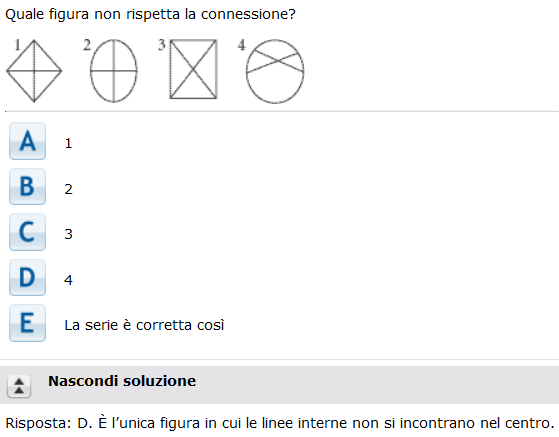 Quale figura non rispetta la connessione?
1 2 3 4
A 1
B 2
C 3
D 4
E La serie è corretta così
Nascondi soluzione
Risposta: D. È l’unica figura in cui le linee interne non si incontrano nel centro.